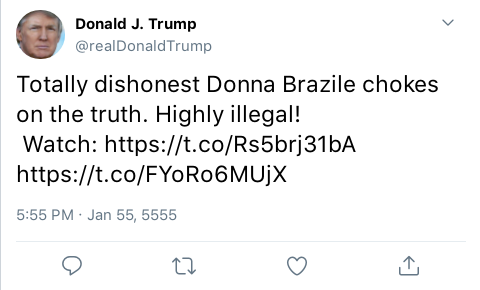 Donald J. Trump
@realDonaldTrump
Totally dishonest Donna Brazile chokes
on the truth. Highly illegal!
Watch: https://t.co/Rs5brj31bA
https://t.co/FYoRo6MUjX
5:55 PM · Jan 55, 5555